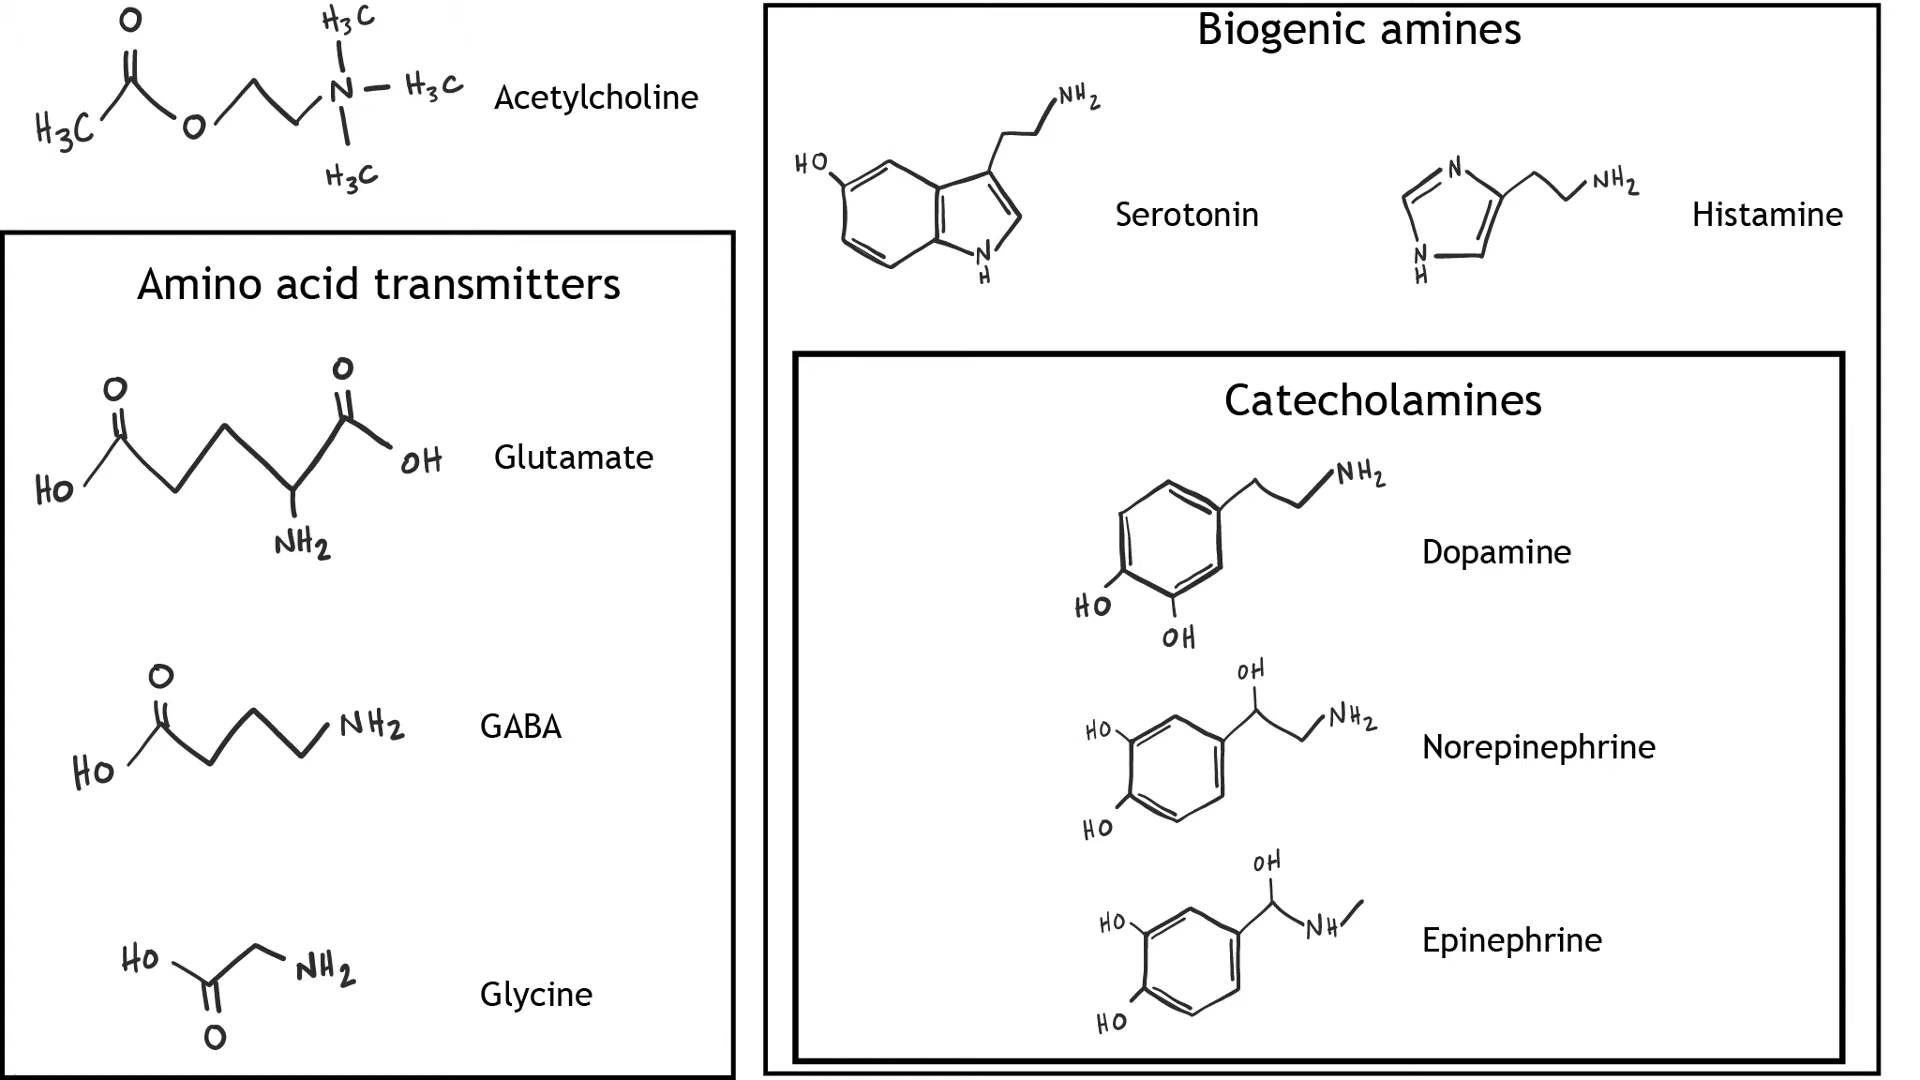 O
H₃C
N
H₃C
H₃C
O
H₃C
Acetylcholine
Amino acid transmitters
O
O
HO
OH
NH₂
Glutamate
O
HO
NH₂
GABA
HO
NH₂
O
Glycine
Biogenic amines
NH₂
HO
N
H
Serotonin
N
NH₂
N
H
Histamine
Catecholamines
NH₂
HO
OH
Dopamine
OH
HO
NH₂
HO
Norepinephrine
OH
HO
NH
HO
Epinephrine